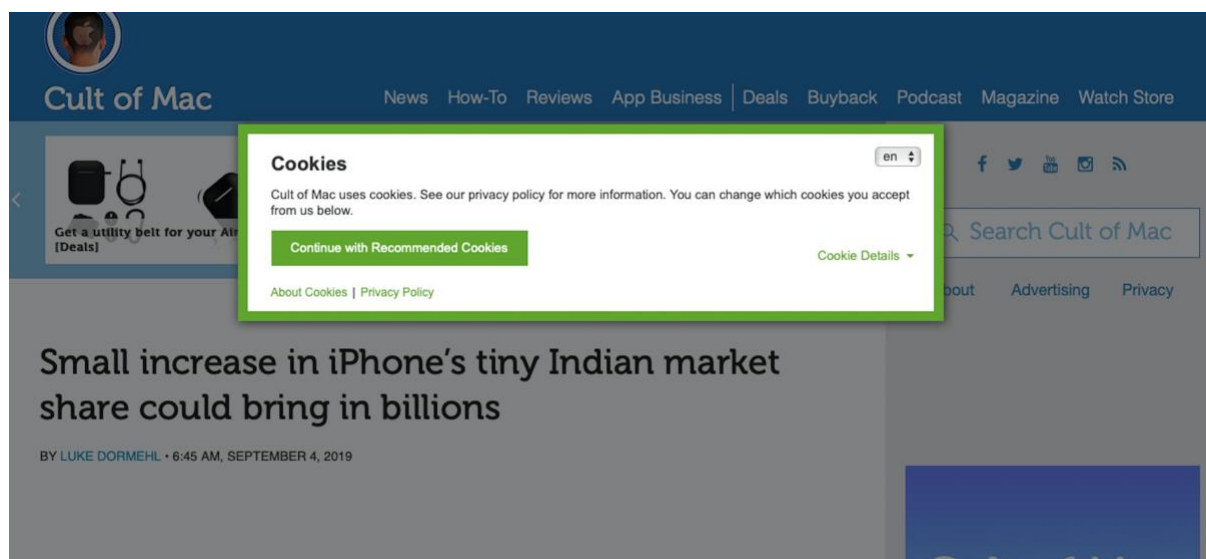 Cult of Mac
News How-To Reviews App Business | Deals Buyback Podcast Magazine Watch Store
Get a utility belt for your Air
[Deals]
Cookies
en
Cult of Mac uses cookies. See our privacy policy for more information. You can change which cookies you accept
from us below.
Continue with Recommended Cookies
Cookie Details
About Cookies | Privacy Policy
Search Cult of Mac
Advertising Privacy
Small increase in iPhone's tiny Indian market
share could bring in billions
BY LUKE DORMEHL • 6:45 AM, SEPTEMBER 4, 2019